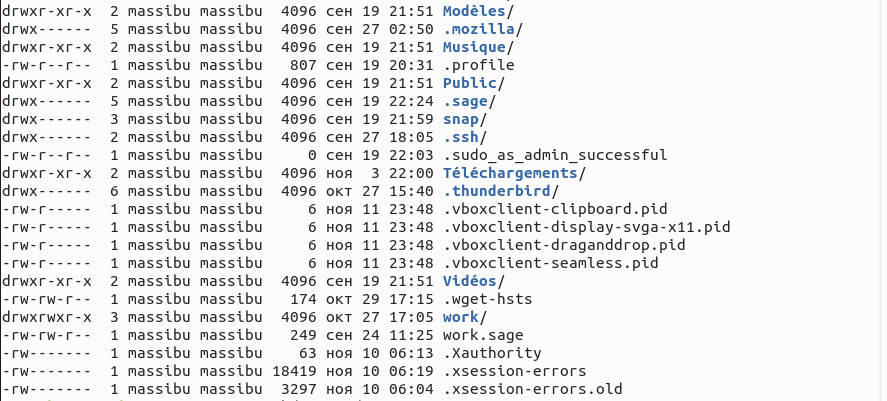 drwxr-xr-x  2 massibu massibu  4096 сен 19 21:51 Modèles/
drwx------  5 massibu massibu  4096 сен 27 02:50 .mozilla/
drwxr-xr-x  2 massibu massibu  4096 сен 19 21:51 Musique/
-rw-r--r--  1 massibu massibu   807 сен 19 20:31 .profile
drwxr-xr-x  2 massibu massibu  4096 сен 19 21:51 Public/
drwx------  5 massibu massibu  4096 сен 19 22:24 .sage/
drwx------  3 massibu massibu  4096 сен 19 21:59 snap/
drwx------  2 massibu massibu  4096 сен 27 18:05 .ssh/
-rw-r--r--  1 massibu massibu     0 сен 19 22:03 .sudo_as_admin_successful
drwxr-xr-x  2 massibu massibu  4096 ноя  3 22:00 Téléchargements/
drwx------  6 massibu massibu  4096 окт 27 15:40 .thunderbird/
-rw-r-----  1 massibu massibu     6 ноя 11 23:48 .vboxclient-clipboard.pid
-rw-r-----  1 massibu massibu     6 ноя 11 23:48 .vboxclient-display-svga-x11.pid
-rw-r-----  1 massibu massibu     6 ноя 11 23:48 .vboxclient-draganddrop.pid
-rw-r-----  1 massibu massibu     6 ноя 11 23:48 .vboxclient-seamless.pid
drwxr-xr-x  2 massibu massibu  4096 сен 19 21:51 Vidéos/
-rw-rw-r--  1 massibu massibu   174 окт 29 17:15 .wget-hsts
drwxrwxr-x  3 massibu massibu  4096 окт 27 17:05 work/
-rw-rw-r--  1 massibu massibu   249 сен 24 11:25 work.sage
-rw-------  1 massibu massibu    63 ноя 10 06:13 .Xauthority
-rw-------  1 massibu massibu 18419 ноя 10 06:19 .xsession-errors
-rw-------  1 massibu massibu  3297 ноя 10 06:04 .xsession-errors.old